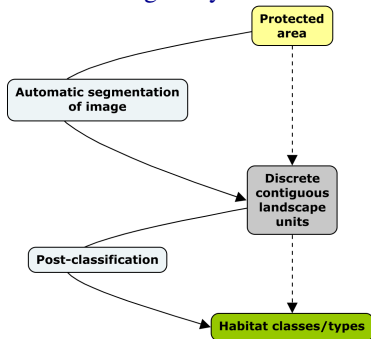 Protected
area
Automatic segmentation
of image
Discrete
contiguous
landscape
units
Post-classification
Habitat classes/types